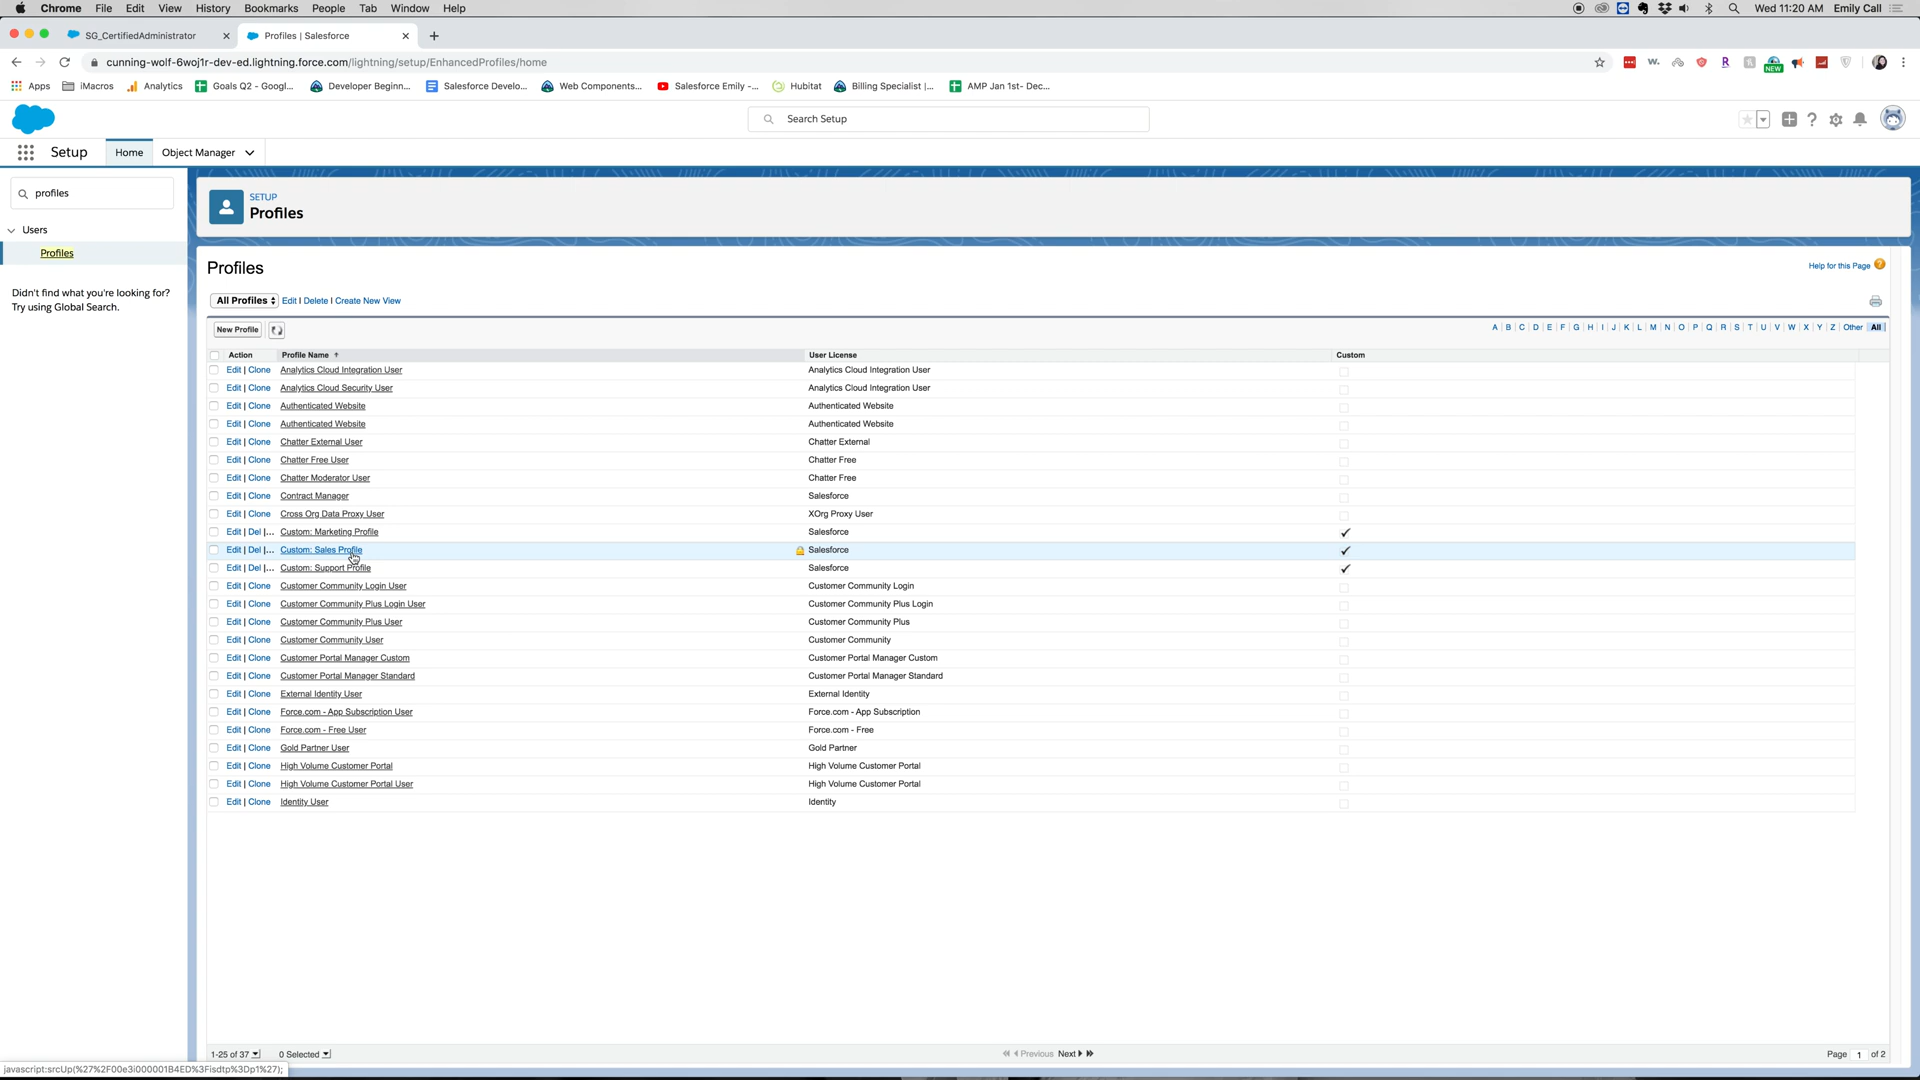 Chrome File Edit View History Bookmarks People Tab Window Help Wed 11:20 AM Emily Call
SG_CertifiedAdministrator Profiles | Salesforce
cunning-wolf-6woj1r-dev-ed.lightning.force.com/lightning/setup/EnhancedProfiles/home
Apps iMacros Analytics Goals Q2 - Googl... Developer Beginn... Salesforce Develo... Web Components... Salesforce Emily -... Hubitat Billing Specialist |... AMP Jan 1st- Dec...
Search Setup
Setup Home Object Manager
profiles
Users
Profiles
Didn't find what you're looking for?
Try using Global Search.
SETUP
Profiles
Profiles
Help for this Page
All Profiles Edit | Delete | Create New View
New Profile
A | B | C | D | E | F | G | H | I | J | K | L | M | N | O | P | Q | R | S | T | U | V | W | X | Y | Z | Other | All
Action Profile Name User License Custom
Edit | Clone Analytics Cloud Integration User Analytics Cloud Integration User
Edit | Clone Analytics Cloud Security User Analytics Cloud Integration User
Edit | Clone Authenticated Website Authenticated Website
Edit | Clone Authenticated Website Authenticated Website
Edit | Clone Chatter External User Chatter External
Edit | Clone Chatter Free User Chatter Free
Edit | Clone Chatter Moderator User Chatter Free
Edit | Clone Contract Manager Salesforce
Edit | Clone Cross Org Data Proxy User XOrg Proxy User
Edit | Del |... Custom: Marketing Profile Salesforce
Edit | Del |... Custom: Sales Profile Salesforce
Edit | Del |... Custom: Support Profile Salesforce
Edit | Clone Customer Community Login User Customer Community Login
Edit | Clone Customer Community Plus Login User Customer Community Plus Login
Edit | Clone Customer Community Plus User Customer Community Plus
Edit | Clone Customer Community User Customer Community
Edit | Clone Customer Portal Manager Custom Customer Portal Manager Custom
Edit | Clone Customer Portal Manager Standard Customer Portal Manager Standard
Edit | Clone External Identity User External Identity
Edit | Clone Force.com - App Subscription User Force.com - App Subscription
Edit | Clone Force.com - Free User Force.com - Free
Edit | Clone Gold Partner User Gold Partner
Edit | Clone High Volume Customer Portal High Volume Customer Portal
Edit | Clone High Volume Customer Portal User High Volume Customer Portal
Edit | Clone Identity User Identity
1-25 of 37 0 Selected Previous Next Page 1 of 2
javascript:srcUp(%27%2F00e3i000001B4ED%3Fisdtp%3Dp1%27);